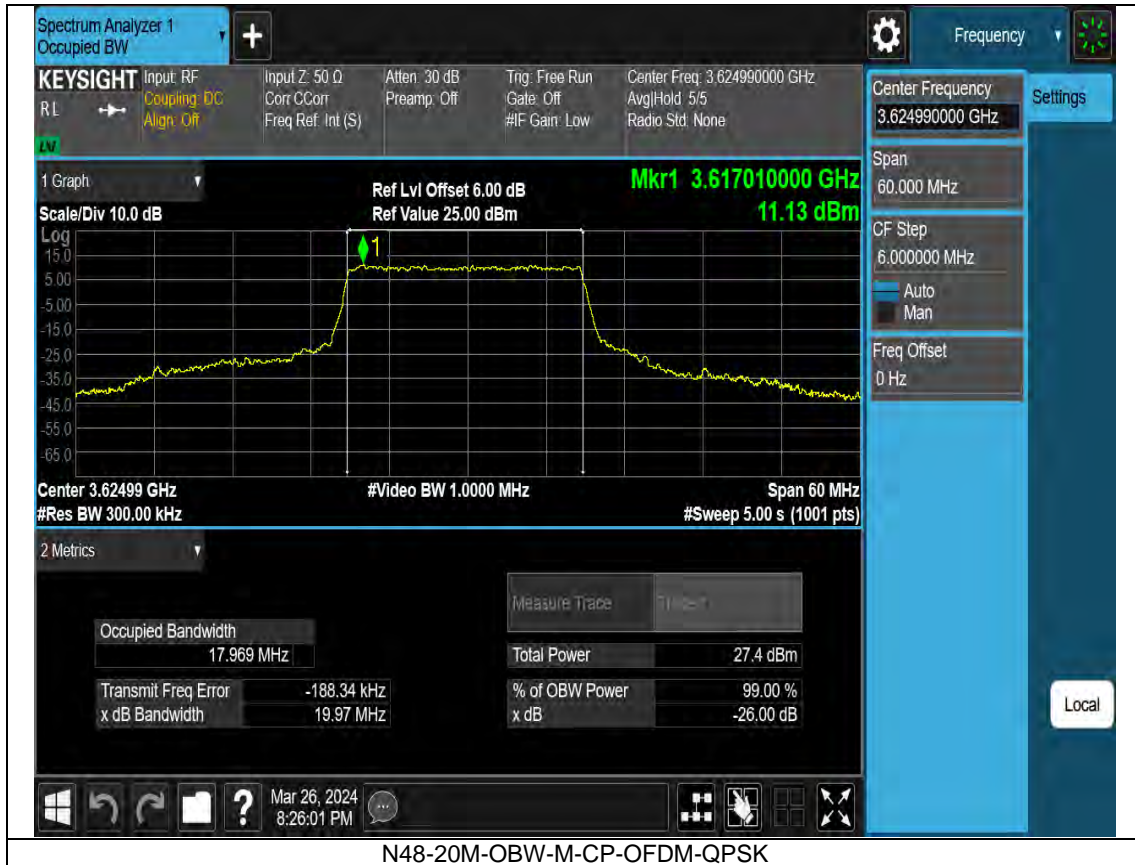 Spectrum Analyzer 1
Occupied BW
Frequency
KEYSIGHT
RL
Input: RF
Coupling: DC
Align: Off
Input Z: 50 Ω
Corr CCorr
Freq Ref: Int (S)
Atten: 30 dB
Preamp: Off
Trig: Free Run
Gate: Off
#IF Gain: Low
Center Freq: 3.624990000 GHz
Avg|Hold: 5/5
Radio Std: None
Center Frequency
3.624990000 GHz
Settings
Span
60.000 MHz
CF Step
6.000000 MHz
Auto
Man
Freq Offset
0 Hz
Local
1 Graph
Scale/Div 10.0 dB
Ref Lvl Offset 6.00 dB
Ref Value 25.00 dBm
Mkr1 3.617010000 GHz
11.13 dBm
Log
15.0
5.00
-5.00
-15.0
-25.0
-35.0
-45.0
-55.0
-65.0
1
Center 3.62499 GHz
#Res BW 300.00 kHz
#Video BW 1.0000 MHz
Span 60 MHz
#Sweep 5.00 s (1001 pts)
2 Metrics
Measure Trace
Occupied Bandwidth
17.969 MHz
Total Power 27.4 dBm
Transmit Freq Error -188.34 kHz
% of OBW Power 99.00 %
x dB Bandwidth 19.97 MHz
x dB -26.00 dB
?
Mar 26, 2024
8:26:01 PM
N48-20M-OBW-M-CP-OFDM-QPSK